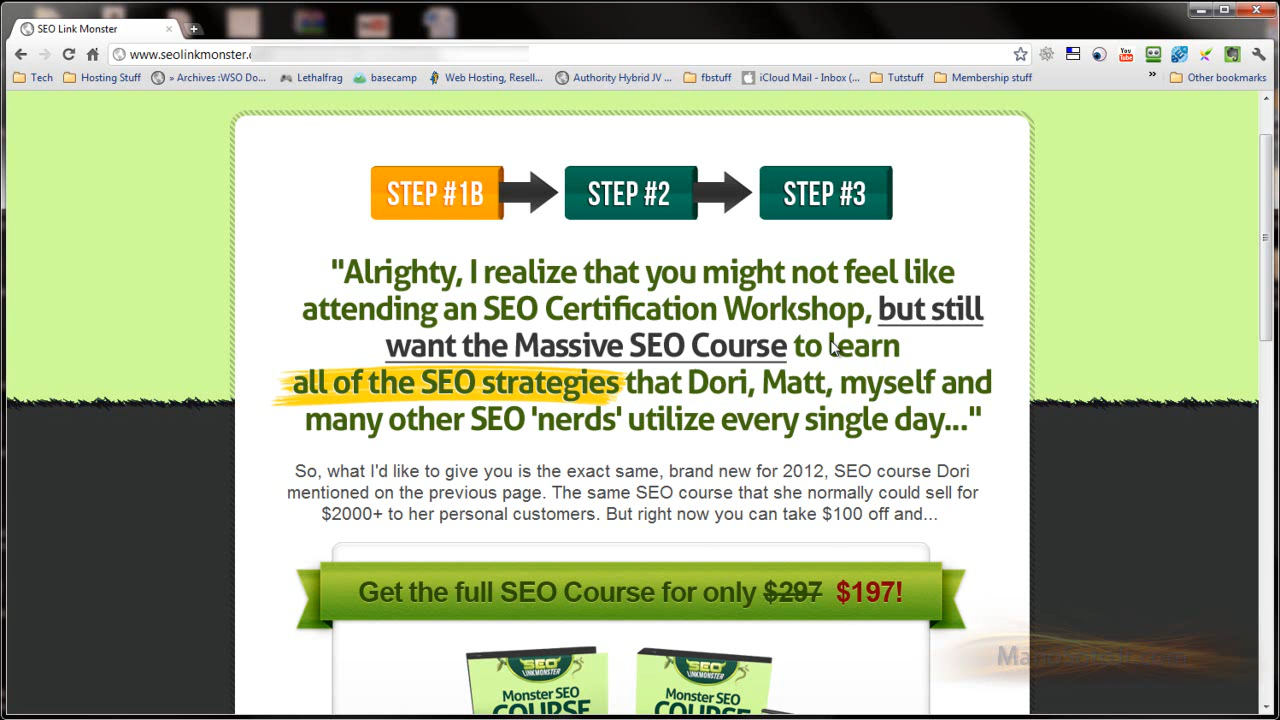 SEO Link Monster
www.seolinkmonster.
Tech
Hosting Stuff
» Archives :WSO Do...
Lethalfrag
basecamp
Web Hosting, Resell...
Authority Hybrid JV ...
fbstuff
iCloud Mail - Inbox (...
Tutstuff
Membership stuff
»
Other bookmarks
STEP #1B
STEP #2
STEP #3
"Alrighty, I realize that you might not feel like
attending an SEO Certification Workshop, but still
want the Massive SEO Course to learn
all of the SEO strategies that Dori, Matt, myself and
many other SEO 'nerds' utilize every single day..."
So, what I'd like to give you is the exact same, brand new for 2012, SEO course Dori
mentioned on the previous page. The same SEO course that she normally could sell for
$2000+ to her personal customers. But right now you can take $100 off and...
Get the full SEO Course for only $297 $197!
SEO
LINKMONSTER
Monster SEO
COURSE
SEO
LINKMONSTER
Monster SEO
COURSE